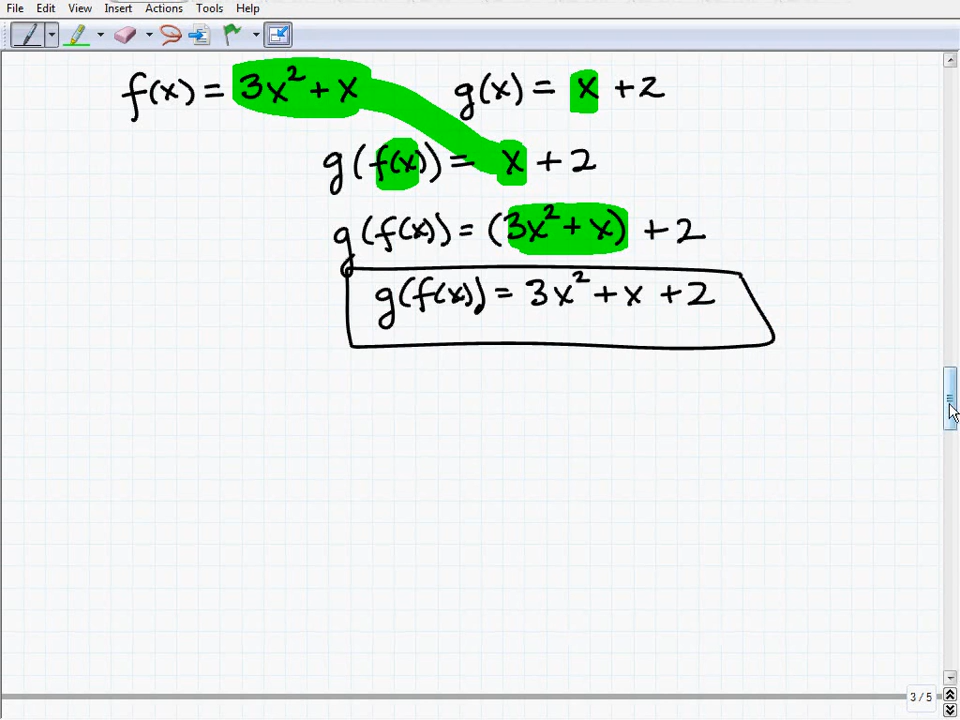 File Edit View Insert Actions Tools Help
f(x) = 3x² + x g(x) = x + 2
g(f(x)) = x + 2
g(f(x)) = (3x² + x) + 2
g(f(x)) = 3x² + x + 2
3 / 5